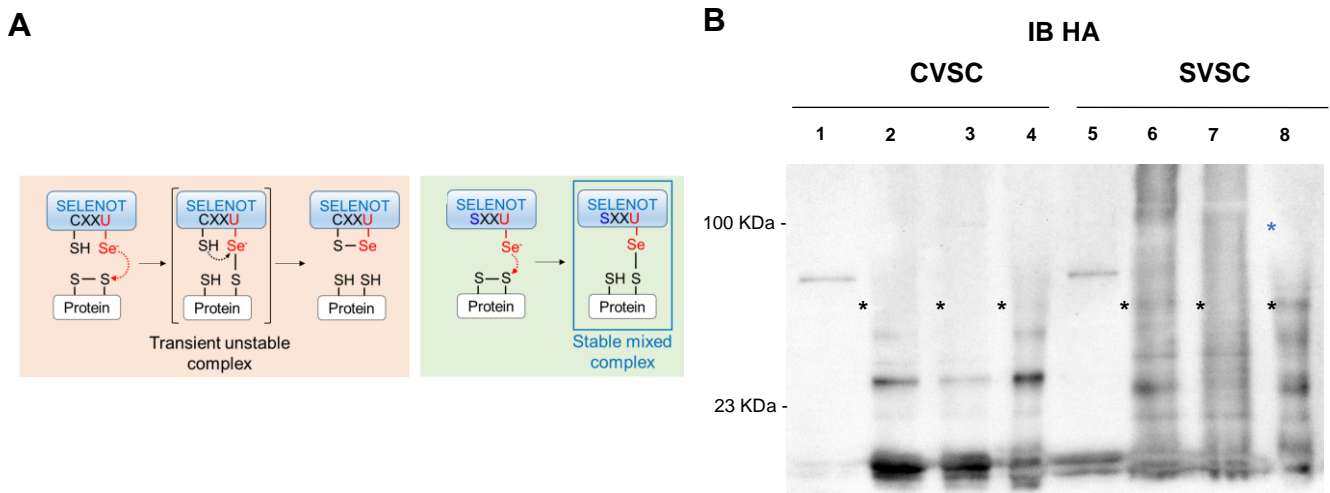 A
B
IB HA
CVSC
SVSC
1 2 3 4 5 6 7 8
SELENOT
CXXU
SH Se-
S S
Protein
SELENOT
CXXU
SH Se-
SH S
Protein
Transient unstable
complex
SELENOT
CXXU
S Se
SH SH
Protein
SELENOT
SXXU
Se-
S S
Protein
SELENOT
SXXU
Se
SH S
Protein
Stable mixed
complex
100 KDa -
*
* * * * * *
23 KDa -